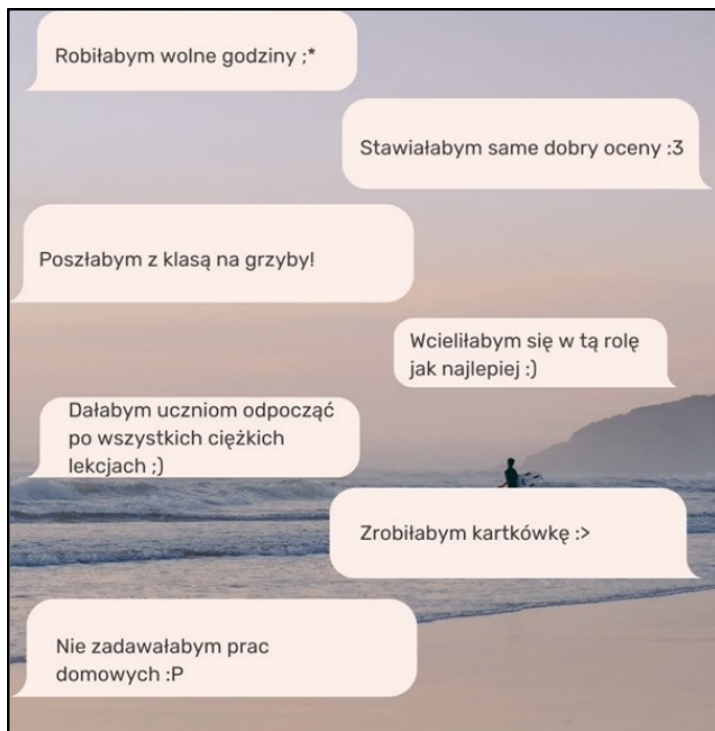 Robiłabym wolne godziny ;*
Stawiałabym same dobry oceny :3
Poszłabym z klasą na grzyby!
Wcieliłabym się w tą rolę
jak najlepiej :)
Dałabym uczniom odpocząć
po wszystkich ciężkich
lekcjach ;)
Zrobiłabym kartkówkę :>
Nie zadawałabym prac
domowych :P